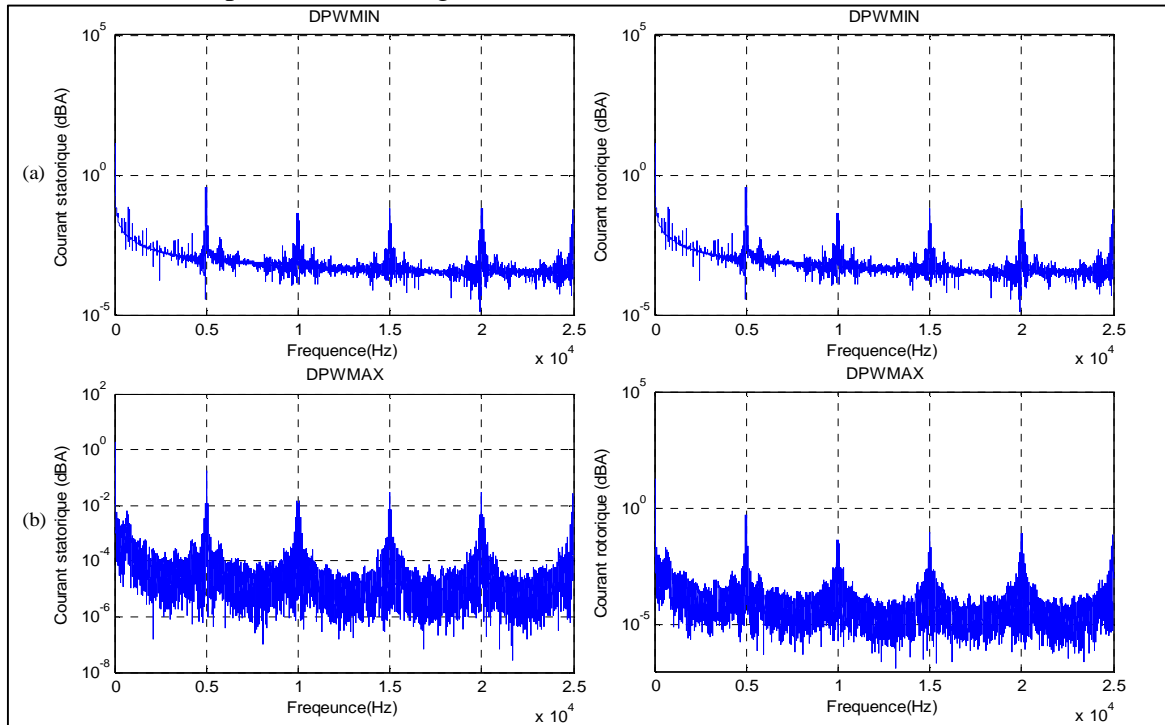 DPWMIN
Courant statorique (dBA)
10^5
10^0
10^-5
0 0.5 1 1.5 2 2.5
x 10^4
Frequence(Hz)
DPWMIN
Courant rotorique (dBA)
10^5
10^0
10^-5
0 0.5 1 1.5 2 2.5
x 10^4
Frequence(Hz)
(a)
DPWMAX
Courant statorique (dBA)
10^2
10^0
10^-2
10^-4
10^-6
10^-8
0 0.5 1 1.5 2 2.5
x 10^4
Freqeunce(Hz)
DPWMAX
Courant rotorique (dBA)
10^5
10^0
10^-5
0 0.5 1 1.5 2 2.5
x 10^4
Frequence(Hz)
(b)